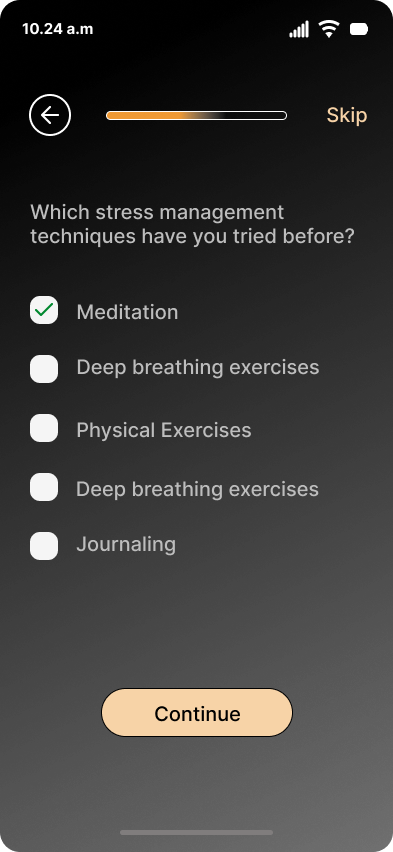 10.24 a.m
Skip
Which stress management
techniques have you tried before?
Meditation
Deep breathing exercises
Physical Exercises
Deep breathing exercises
Journaling
Continue